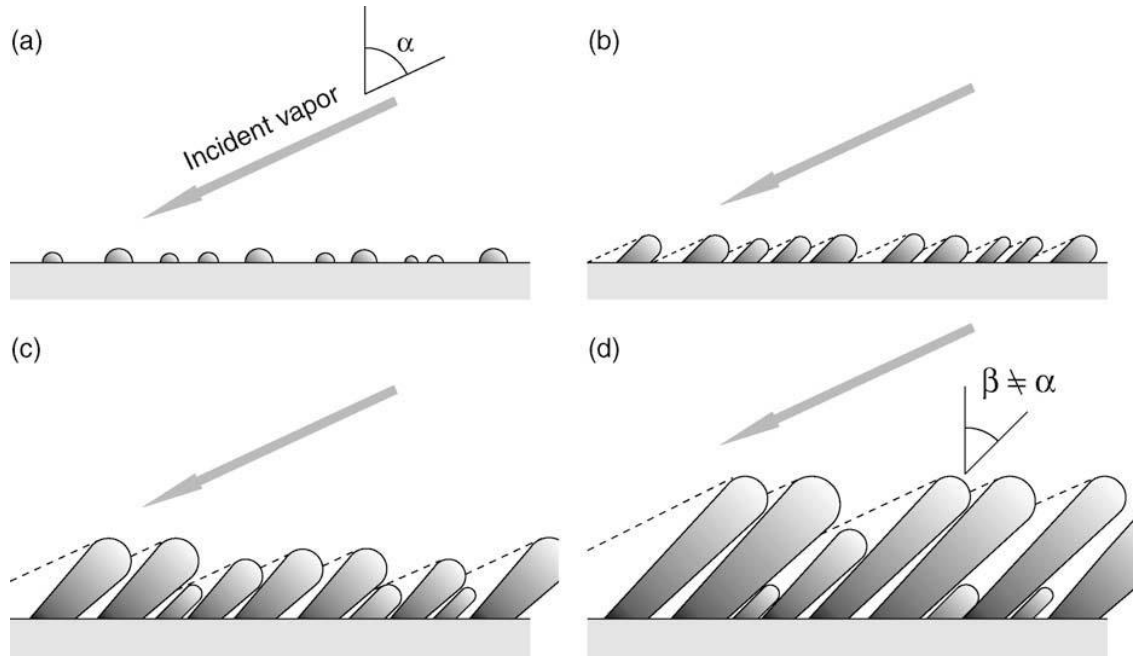 (a)
α
Incident vapor
(b)
(c)
(d)
β ≠ α